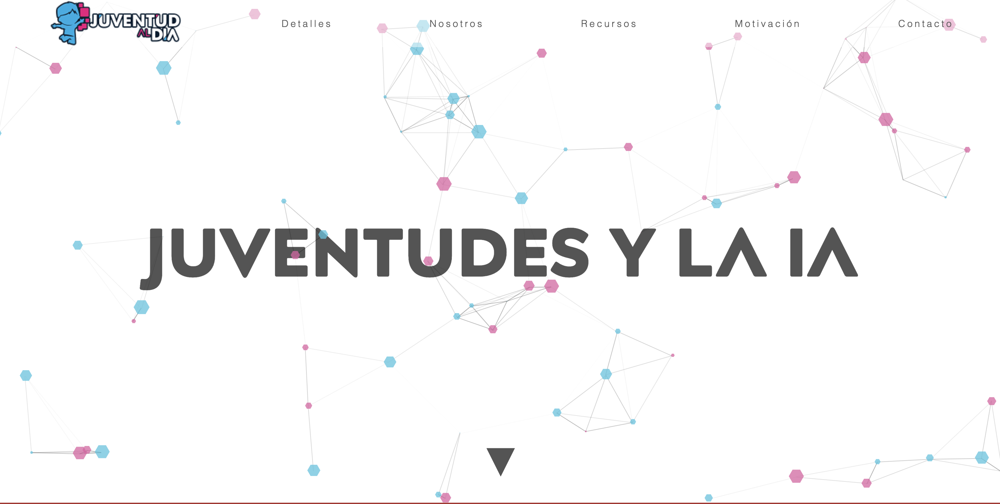 JUVENTUD
AL DIA
Detalles
Nosotros
Recursos
Motivación
Contacto
JUVENTUDES Y LA IA